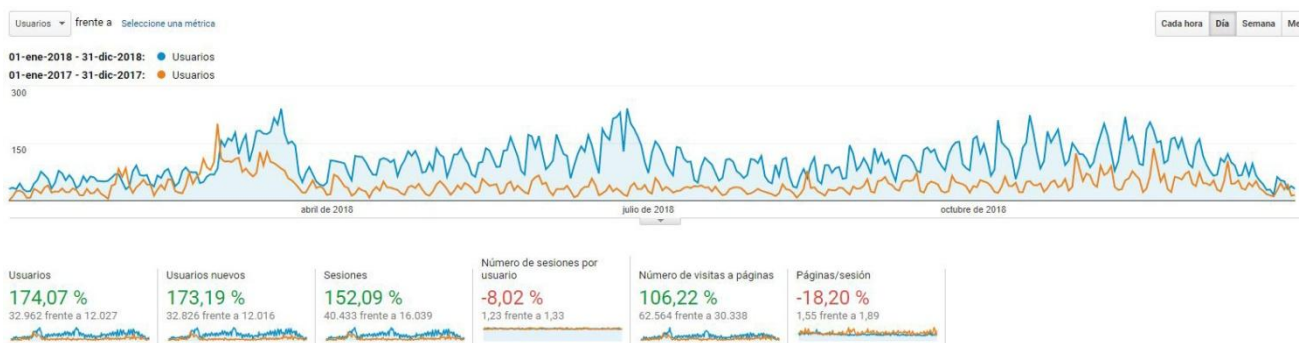 Usuarios frente a Seleccione una métrica
Cada hora Día Semana Me
01-ene-2018 - 31-dic-2018: Usuarios
01-ene-2017 - 31-dic-2017: Usuarios
300
150
abril de 2018 julio de 2018 octubre de 2018
Usuarios
174,07 %
32.962 frente a 12.027
Usuarios nuevos
173,19 %
32.826 frente a 12.016
Sesiones
152,09 %
40.433 frente a 16.039
Número de sesiones por
usuario
-8,02 %
1,23 frente a 1,33
Número de visitas a páginas
106,22 %
62.564 frente a 30.338
Páginas/sesión
-18,20 %
1,55 frente a 1,89